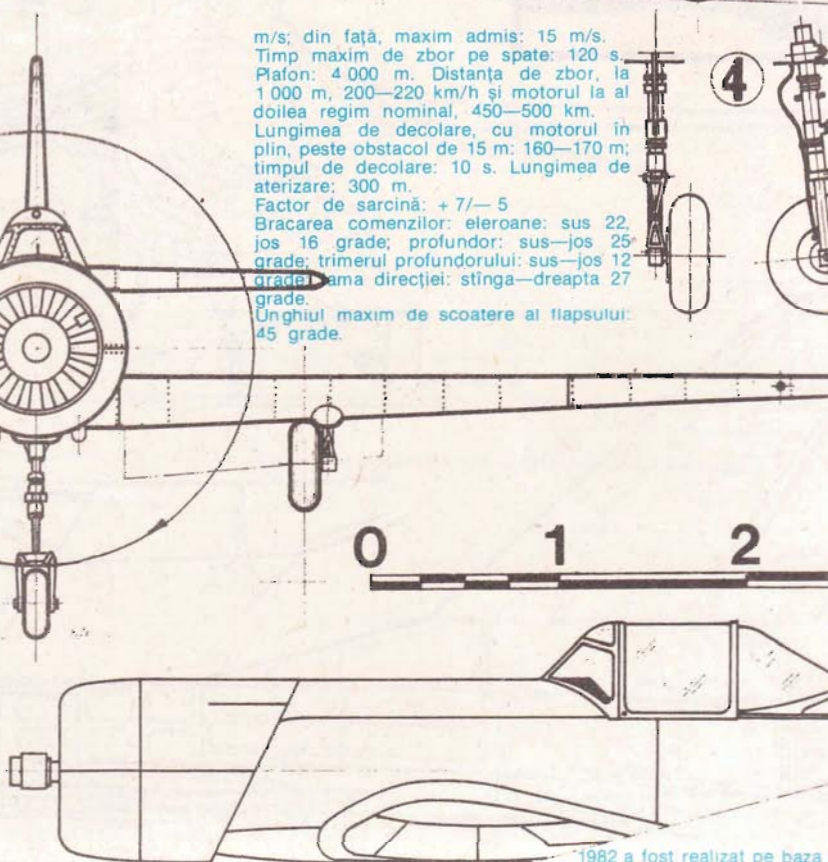 m/s; din față, maxim admis: 15 m/s.
Timp maxim de zbor pe spate: 120 s.
Plafon: 4 000 m. Distanța de zbor, la
1 000 m, 200—220 km/h și motorul la al
doilea regim nominal, 450—500 km.
Lungimea de decolare, cu motorul în
plin, peste obstacol de 15 m: 160—170 m;
timpul de decolare: 10 s. Lungimea de
aterizare: 300 m.
Factor de sarcină: + 7/— 5
Bracarea comenzilor: eleroane: sus 22,
jos 16 grade; profundor: sus—jos 25
grade; trimerul profundorului: sus—jos 12
grade; ama direcției: stînga—dreapta 27
grade.
Unghiul maxim de scoatere al flapsului:
45 grade.
4
0 1 2
1982 a fost realizat pe baza